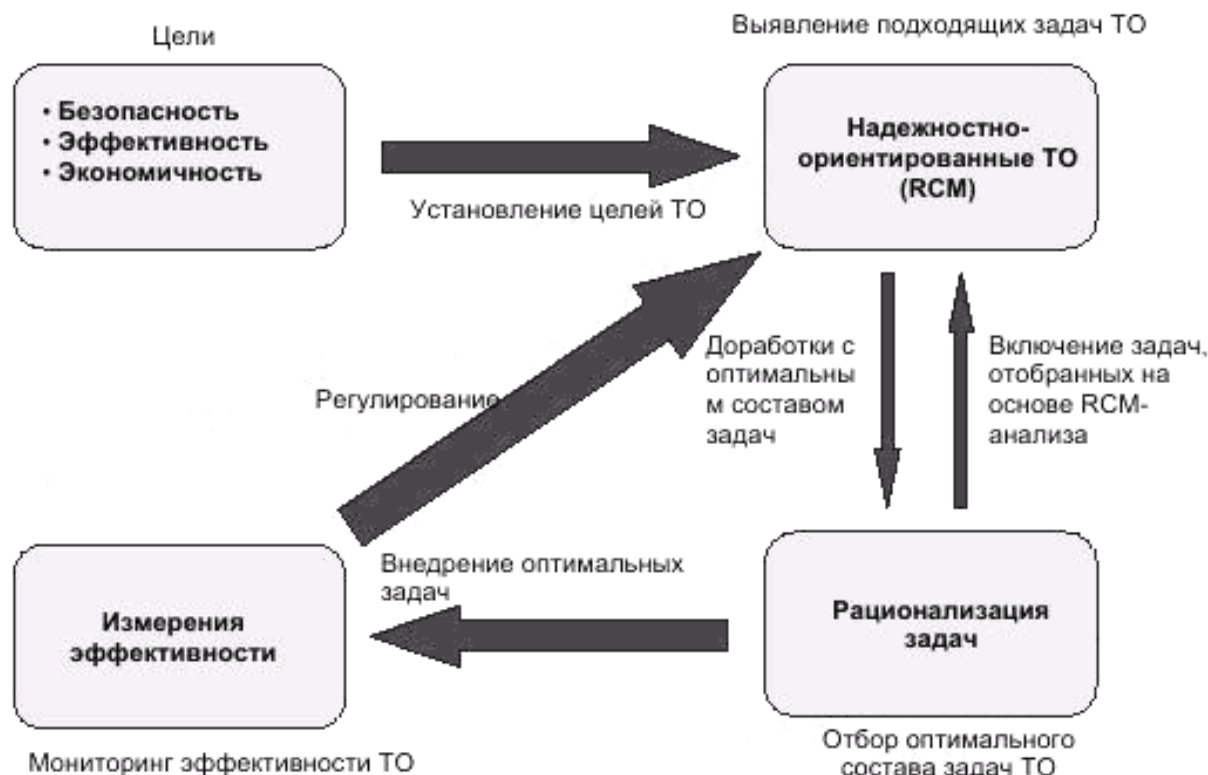 Цели
Выявление подходящих задач ТО
• Безопасность
• Эффективность
• Экономичность
Надежностно-
ориентированные ТО
(RCM)
Установление целей ТО
Регулирование
Доработки с
оптимальны
м составом
задач
Включение задач,
отобранных на
основе RCM-
анализа
Внедрение оптимальных
задач
Измерения
эффективности
Рационализация
задач
Мониторинг эффективности ТО
Отбор оптимального
состава задач ТО